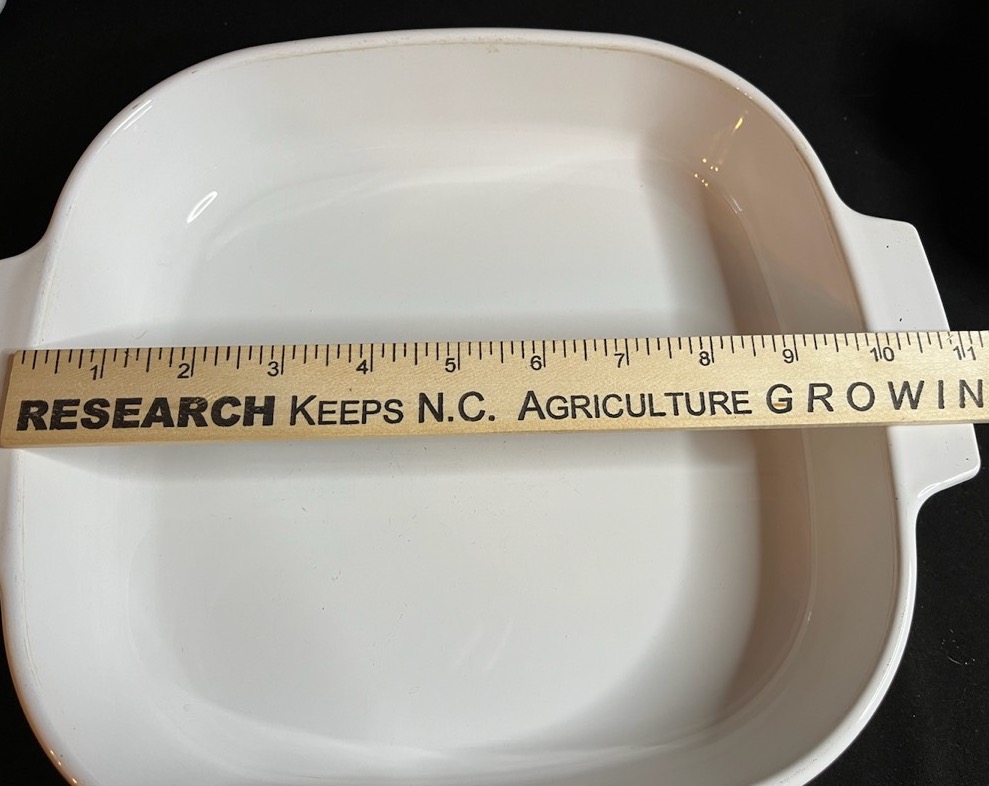 1 2 3 4 5 6 7 8 9 10 11
RESEARCH KEEPS N.C. AGRICULTURE GROWIN